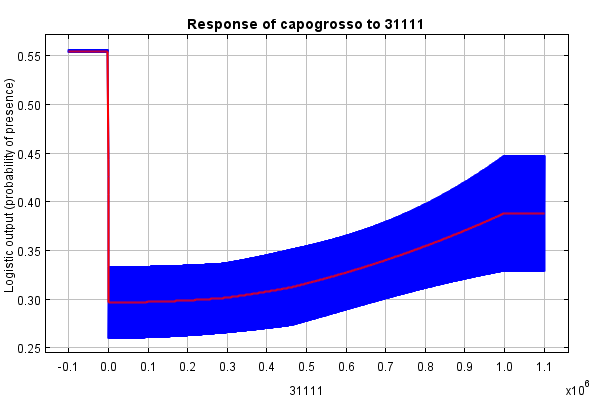 Response of capogrosso to 31111
Logistic output (probability of presence)
0.55
0.50
0.45
0.40
0.35
0.30
0.25
-0.1 0.0 0.1 0.2 0.3 0.4 0.5 0.6 0.7 0.8 0.9 1.0 1.1
31111
x10⁶